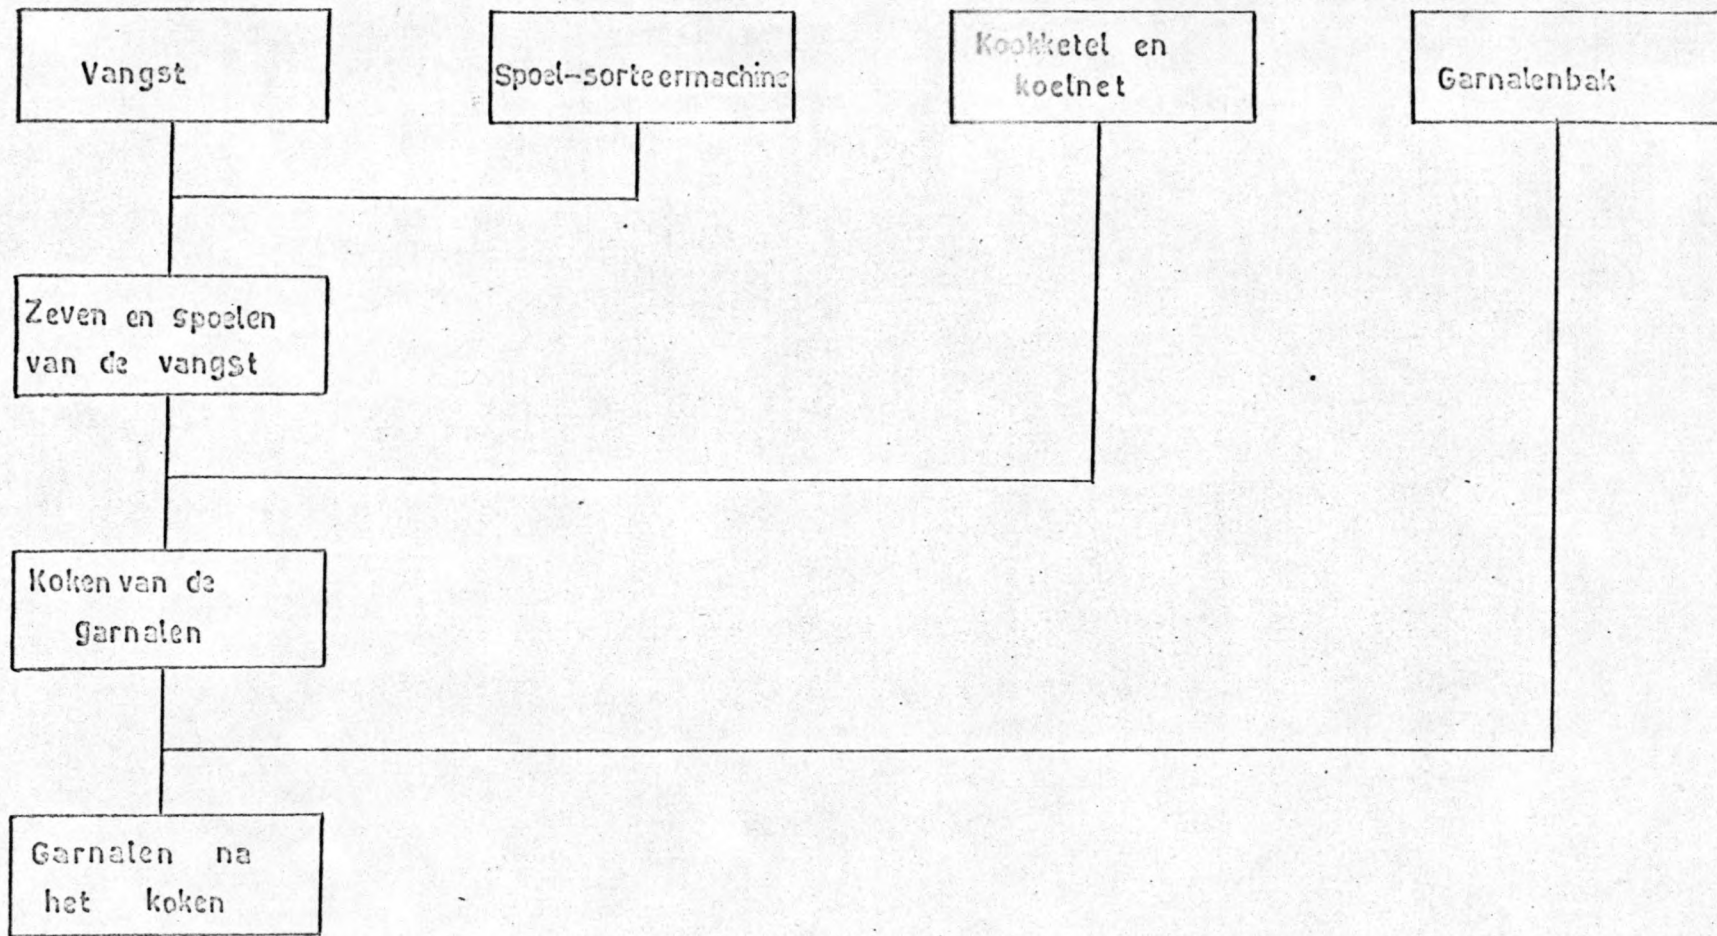 Vangst
Spoel-sorteermachine
Kookketel en
koelnet
Garnalenbak
Zeven en spoelen
van de vangst
Koken van de
garnalen
Garnalen na
het koken